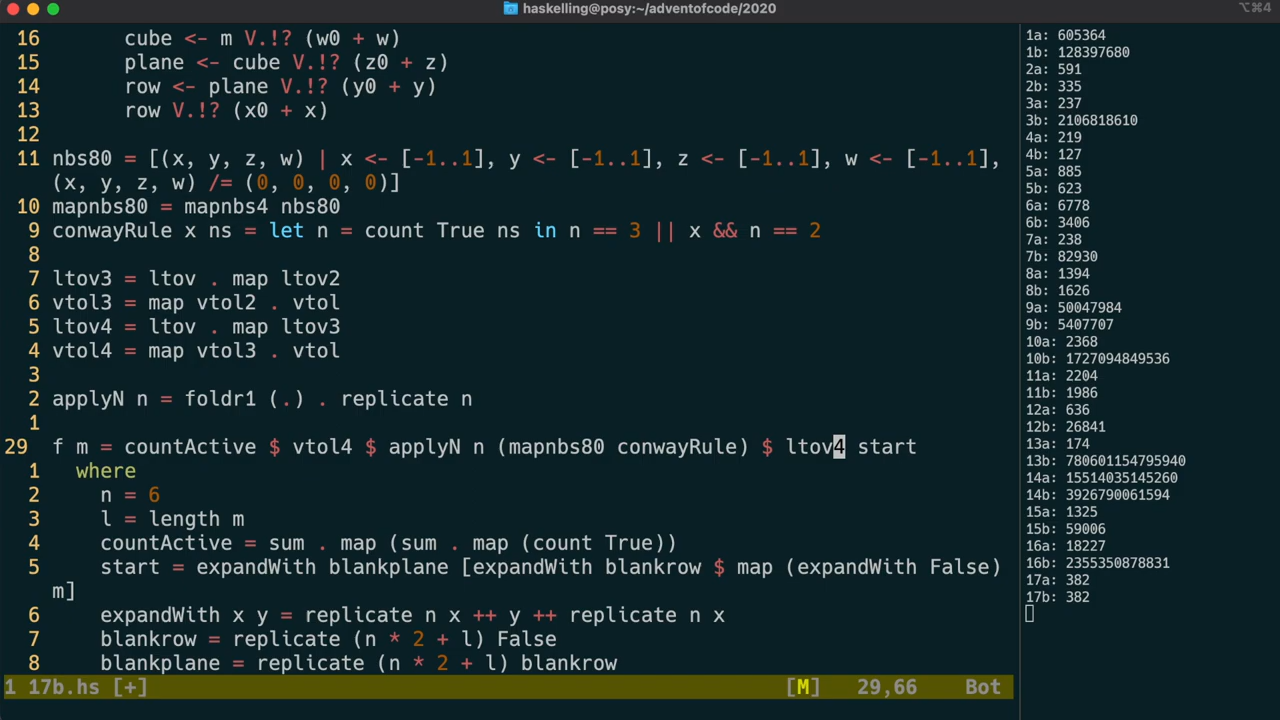 haskelling@posy:~/adventofcode/2020
⌥⌘4
16 cube <- m V.!? (w0 + w)
15 plane <- cube V.!? (z0 + z)
14 row <- plane V.!? (y0 + y)
13 row V.!? (x0 + x)
12
11 nbs80 = [(x, y, z, w) | x <- [-1..1], y <- [-1..1], z <- [-1..1], w <- [-1..1],
(x, y, z, w) /= (0, 0, 0, 0)]
10 mapnbs80 = mapnbs4 nbs80
9 conwayRule x ns = let n = count True ns in n == 3 || x && n == 2
8
7 ltov3 = ltov . map ltov2
6 vtol3 = map vtol2 . vtol
5 ltov4 = ltov . map ltov3
4 vtol4 = map vtol3 . vtol
3
2 applyN n = foldr1 (.) . replicate n
1
29 f m = countActive $ vtol4 $ applyN n (mapnbs80 conwayRule) $ ltov4 start
1 where
2 n = 6
3 l = length m
4 countActive = sum . map (sum . map (count True))
5 start = expandWith blankplane [expandWith blankrow $ map (expandWith False)
m]
6 expandWith x y = replicate n x ++ y ++ replicate n x
7 blankrow = replicate (n * 2 + l) False
8 blankplane = replicate (n * 2 + l) blankrow
1 17b.hs [+] [M] 29,66 Bot
1a: 605364
1b: 128397680
2a: 591
2b: 335
3a: 237
3b: 2106818610
4a: 219
4b: 127
5a: 885
5b: 623
6a: 6778
6b: 3406
7a: 238
7b: 82930
8a: 1394
8b: 1626
9a: 50047984
9b: 5407707
10a: 2368
10b: 1727094849536
11a: 2204
11b: 1986
12a: 636
12b: 26841
13a: 174
13b: 780601154795940
14a: 15514035145260
14b: 3926790061594
15a: 1325
15b: 59006
16a: 18227
16b: 2355350878831
17a: 382
17b: 382